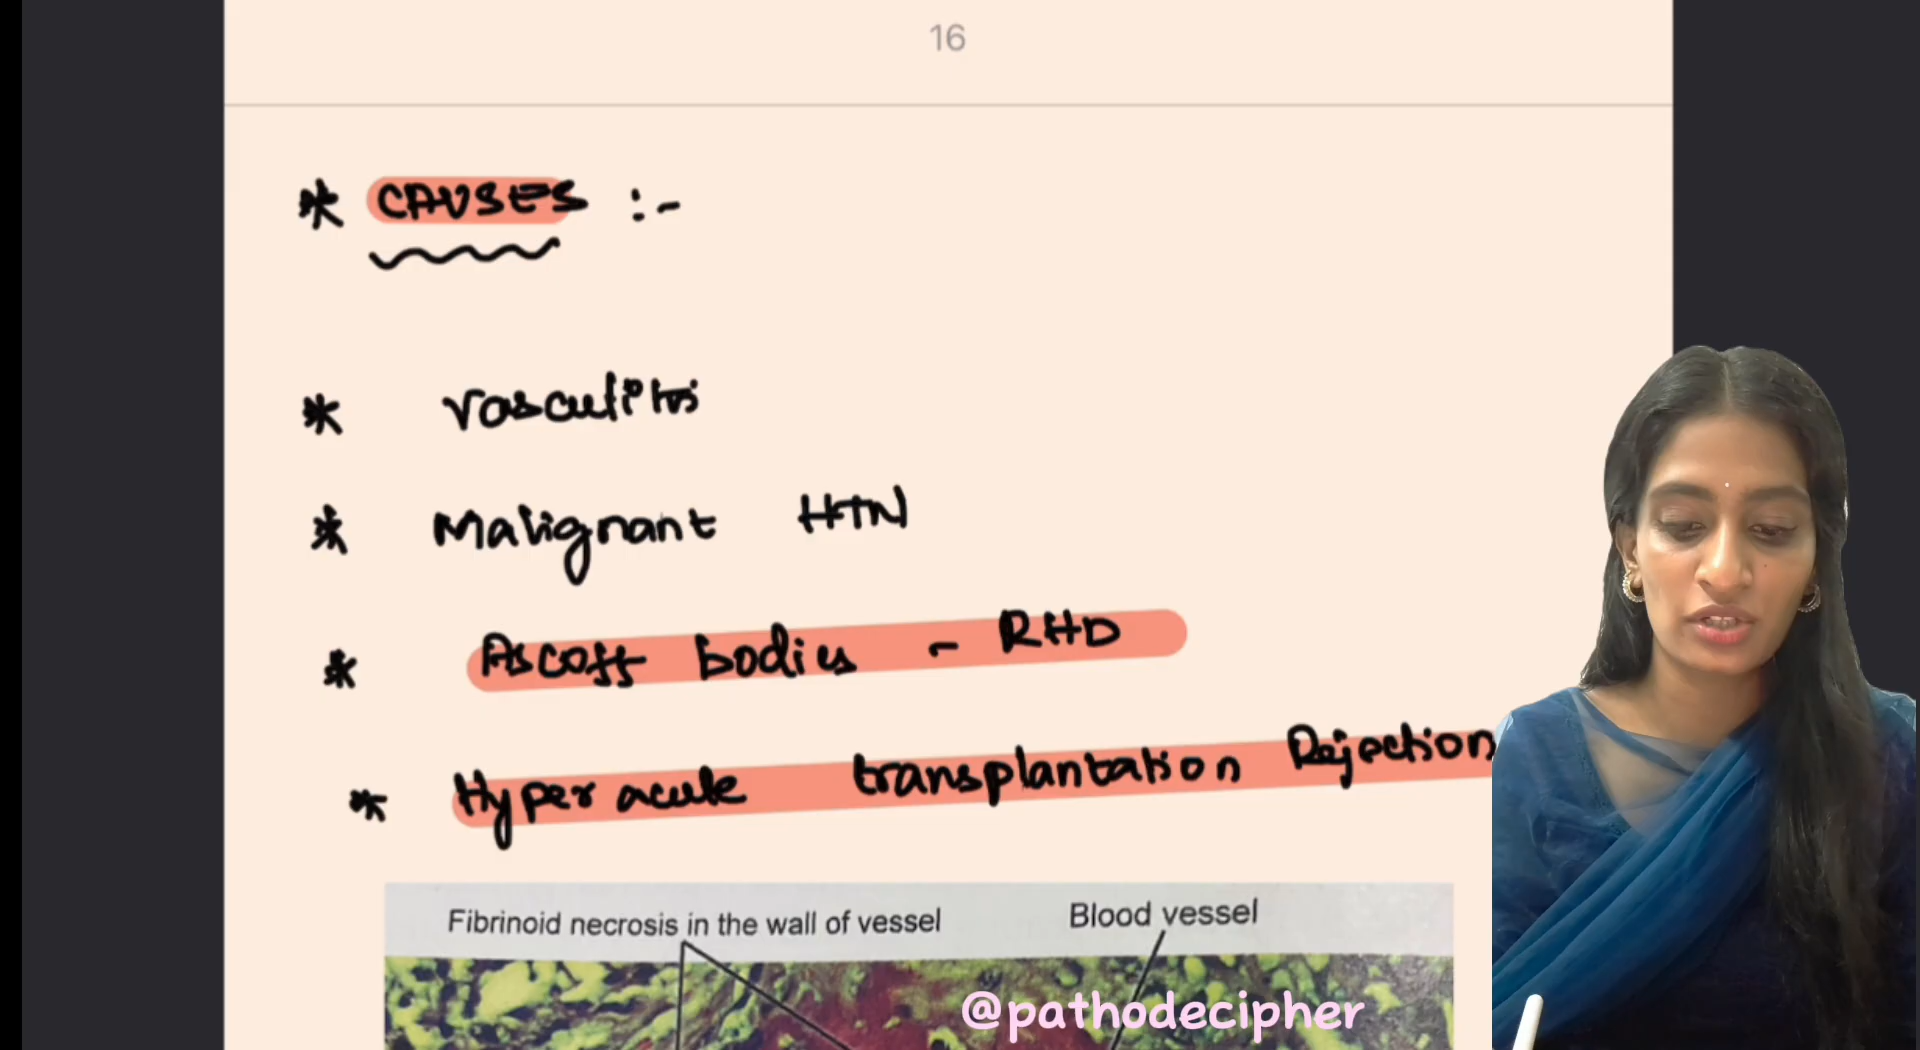 16
* CAUSES :-
* Vasculitis
* Malignant HTN
* Ascoff bodies - RHD
* Hyper acute transplantation Rejection
Fibrinoid necrosis in the wall of vessel
Blood vessel
@pathodecipher